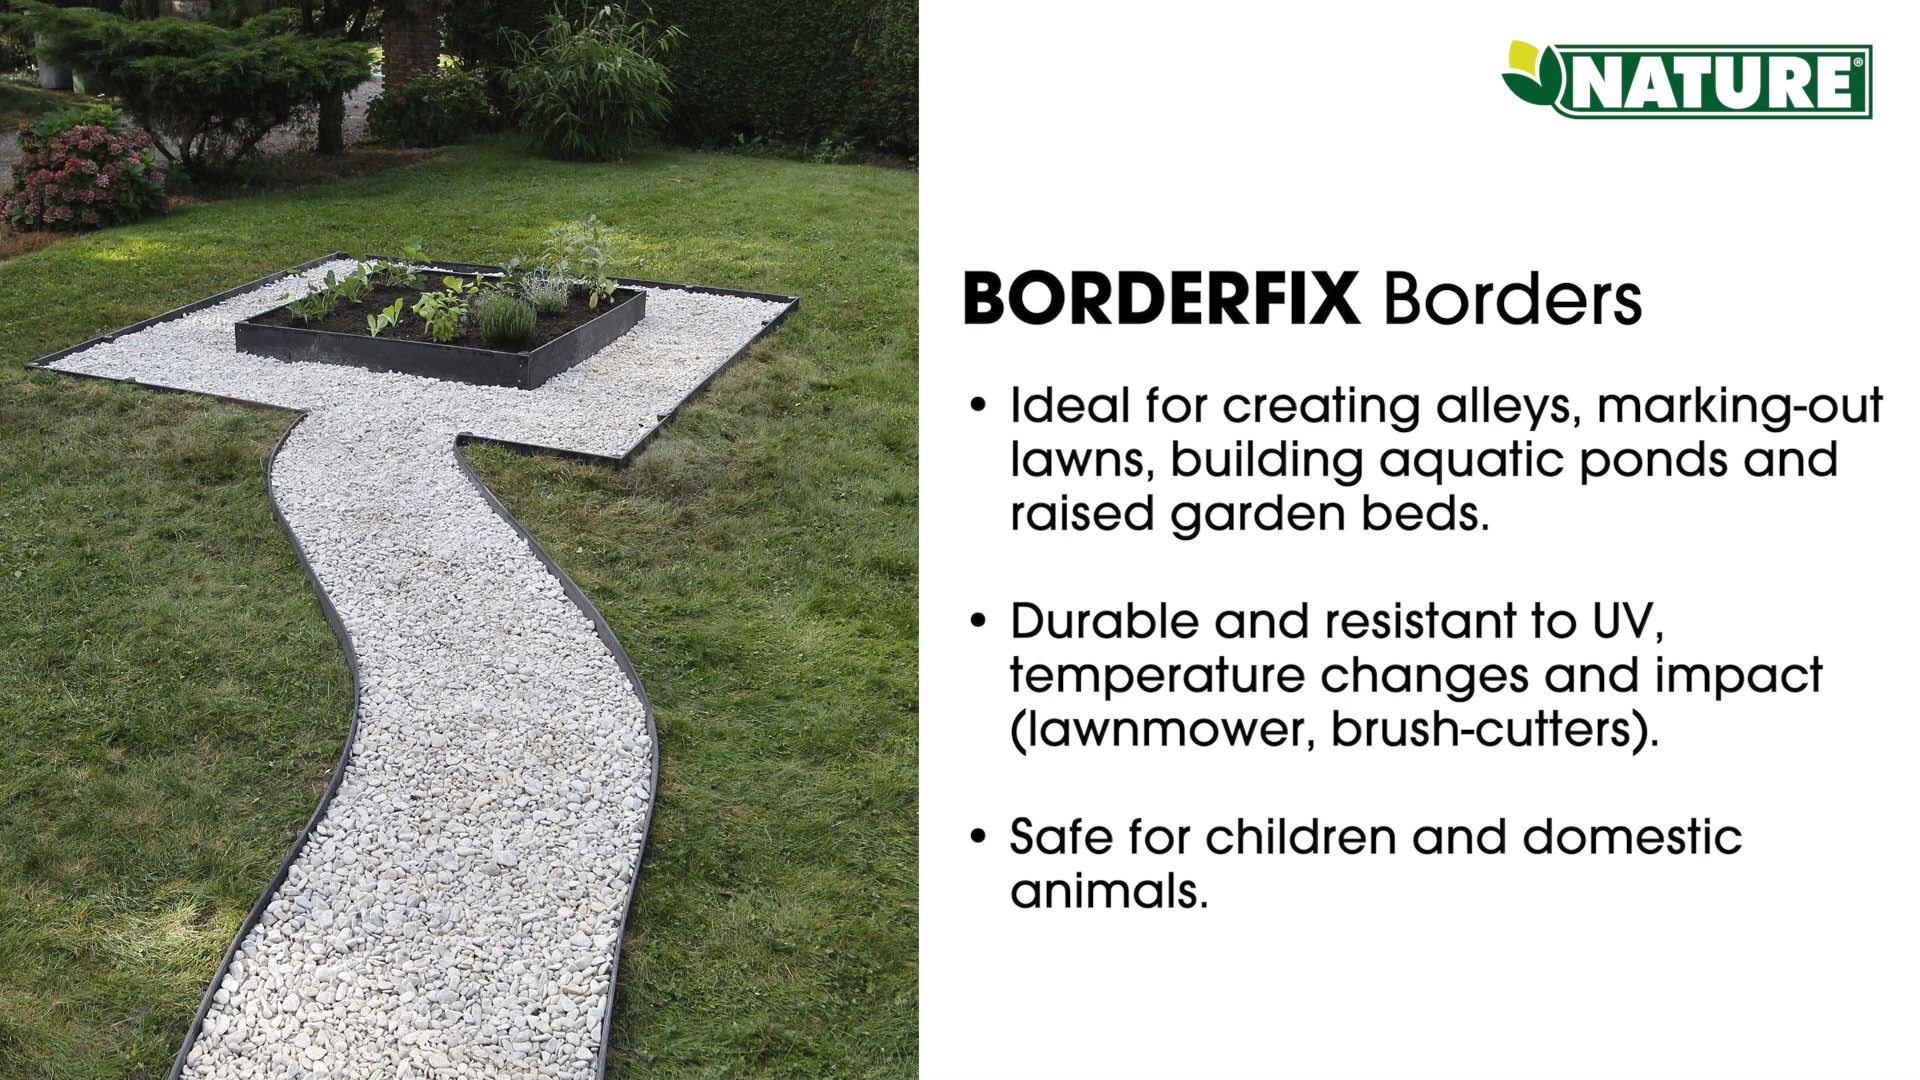 NATURE®
BORDERFIX Borders
• Ideal for creating alleys, marking-out
lawns, building aquatic ponds and
raised garden beds.
• Durable and resistant to UV,
temperature changes and impact
(lawnmower, brush-cutters).
• Safe for children and domestic
animals.